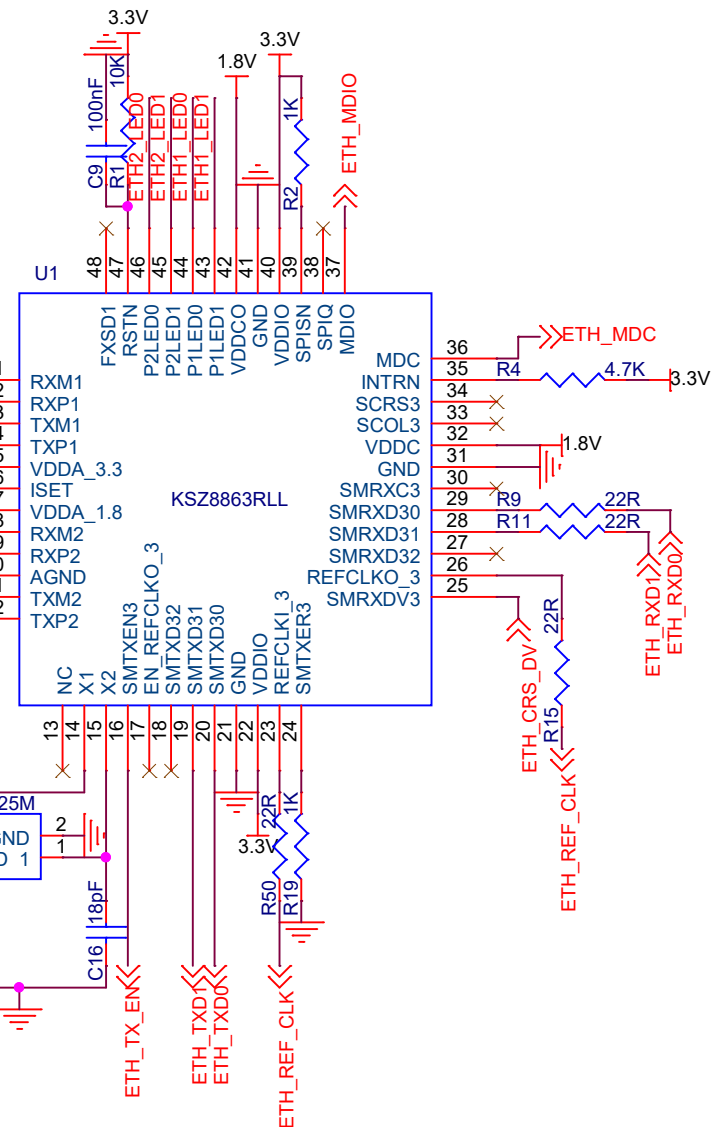 3.3V
1.8V
3.3V
C9 100nF
R1 10K
ETH2_LED0
ETH2_LED1
ETH1_LED0
ETH1_LED1
R2 1K
ETH_MDIO
U1
48
47
46
45
44
43
42
41
40
39
38
37
FXSD1
RSTN
P2LED0
P2LED1
P1LED0
P1LED1
VDDCO
GND
VDDIO
SPISN
SPIQ
MDIO
RXM1
RXP1
TXM1
TXP1
VDDA_3.3
ISET
VDDA_1.8
RXM2
RXP2
AGND
TXM2
TXP2
KSZ8863RLL
MDC 36 ETH_MDC
INTRN 35 R4 4.7K 3.3V
SCRS3 34
SCOL3 33
VDDC 32 1.8V
GND 31
SMRXC3 30
SMRXD30 29 R9 22R
SMRXD31 28 R11 22R
SMRXD32 27
REFCLKO_3 26
SMRXDV3 25
ETH_RXD1
ETH_RXD0
ETH_CRS_DV
R15 22R
ETH_REF_CLK
NC
X1
X2
SMTXEN3
EN_REFCLKO_3
SMTXD32
SMTXD31
SMTXD30
GND
VDDIO
REFCLKI_3
SMTXER3
13
14
15
16
17
18
19
20
21
22
23
24
25M
GND 2
D 1 1
3.3V
R50 22R
R19 1K
C16 18pF
ETH_TX_EN
ETH_TXD1
ETH_TXD0
ETH_REF_CLK